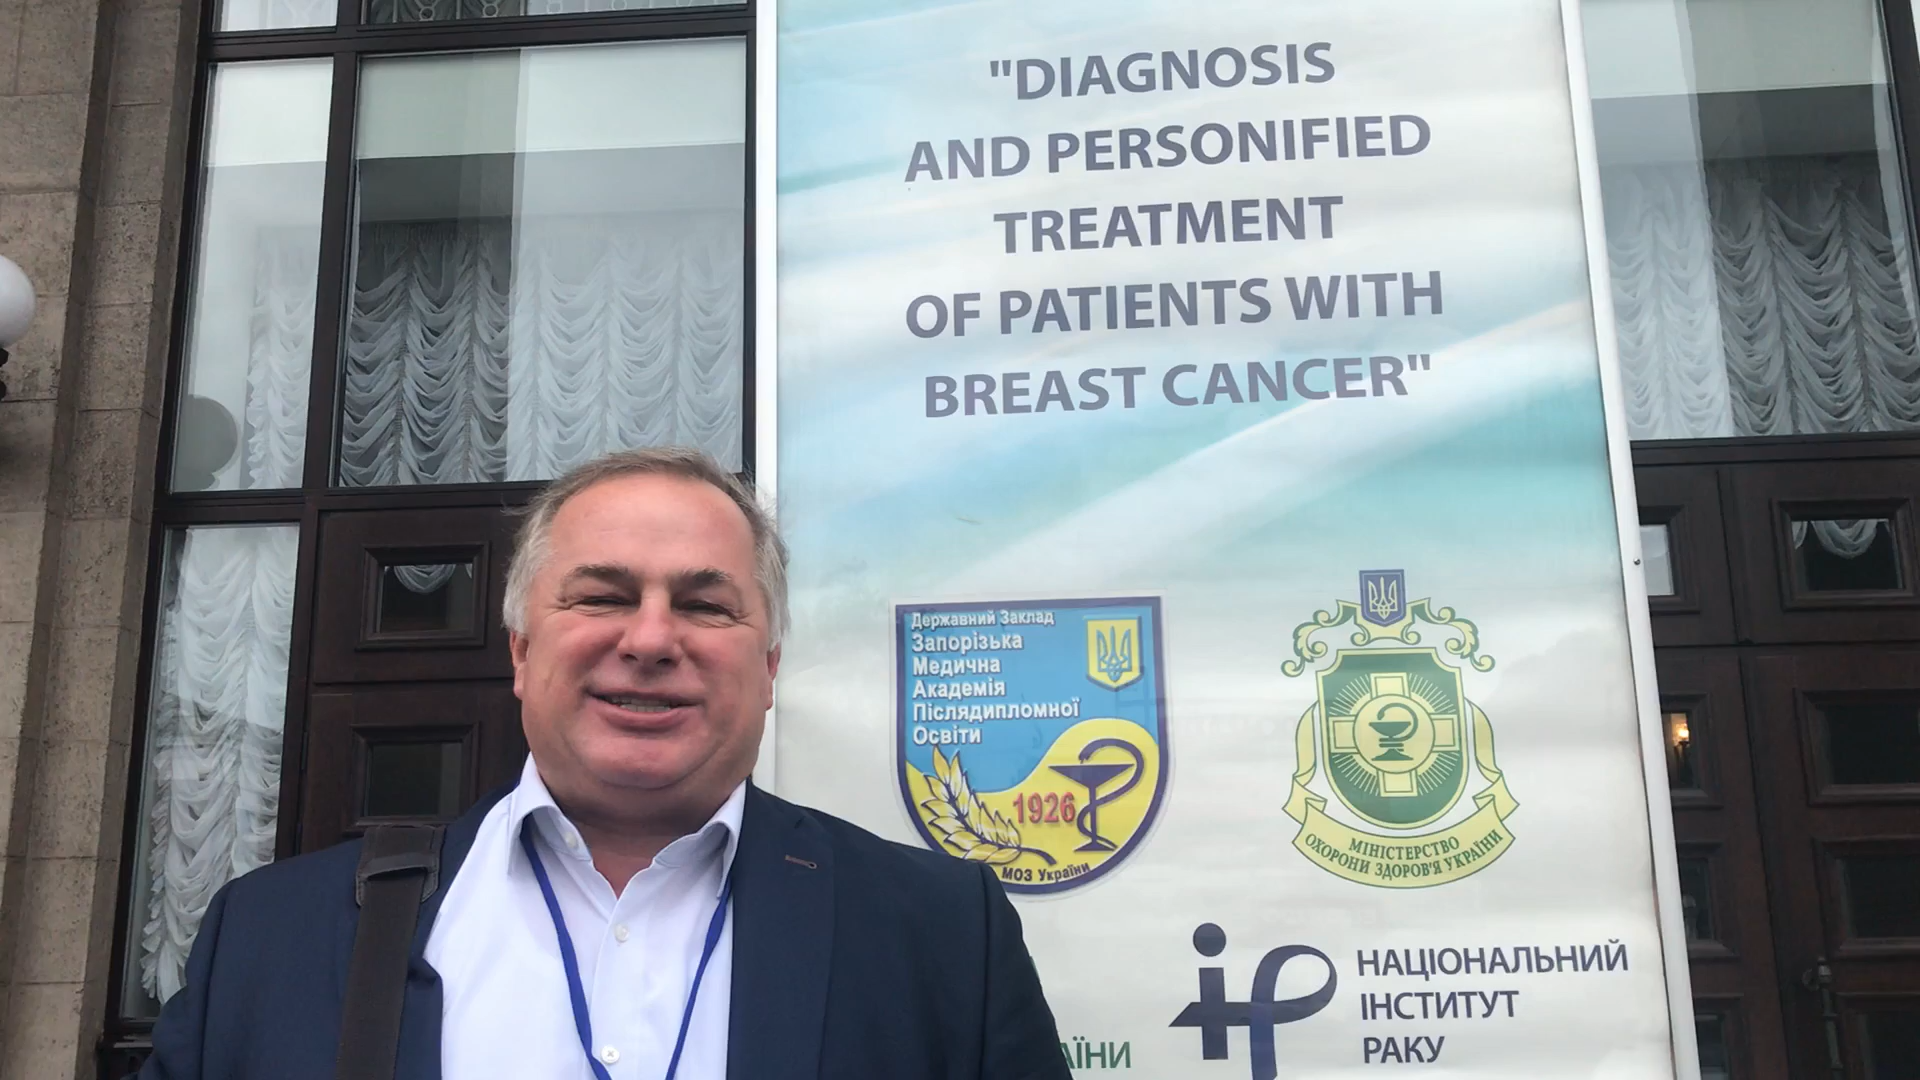 "DIAGNOSIS
AND PERSONIFIED
TREATMENT
OF PATIENTS WITH
BREAST CANCER"
Державний Заклад
Запорізька
Медична
Академія
Післядипломної
Освіти
1926
МОЗ України
МІНІСТЕРСТВО
ОХОРОНИ ЗДОРОВ'Я УКРАЇНИ
НАЦІОНАЛЬНИЙ
ІНСТИТУТ
РАКУ